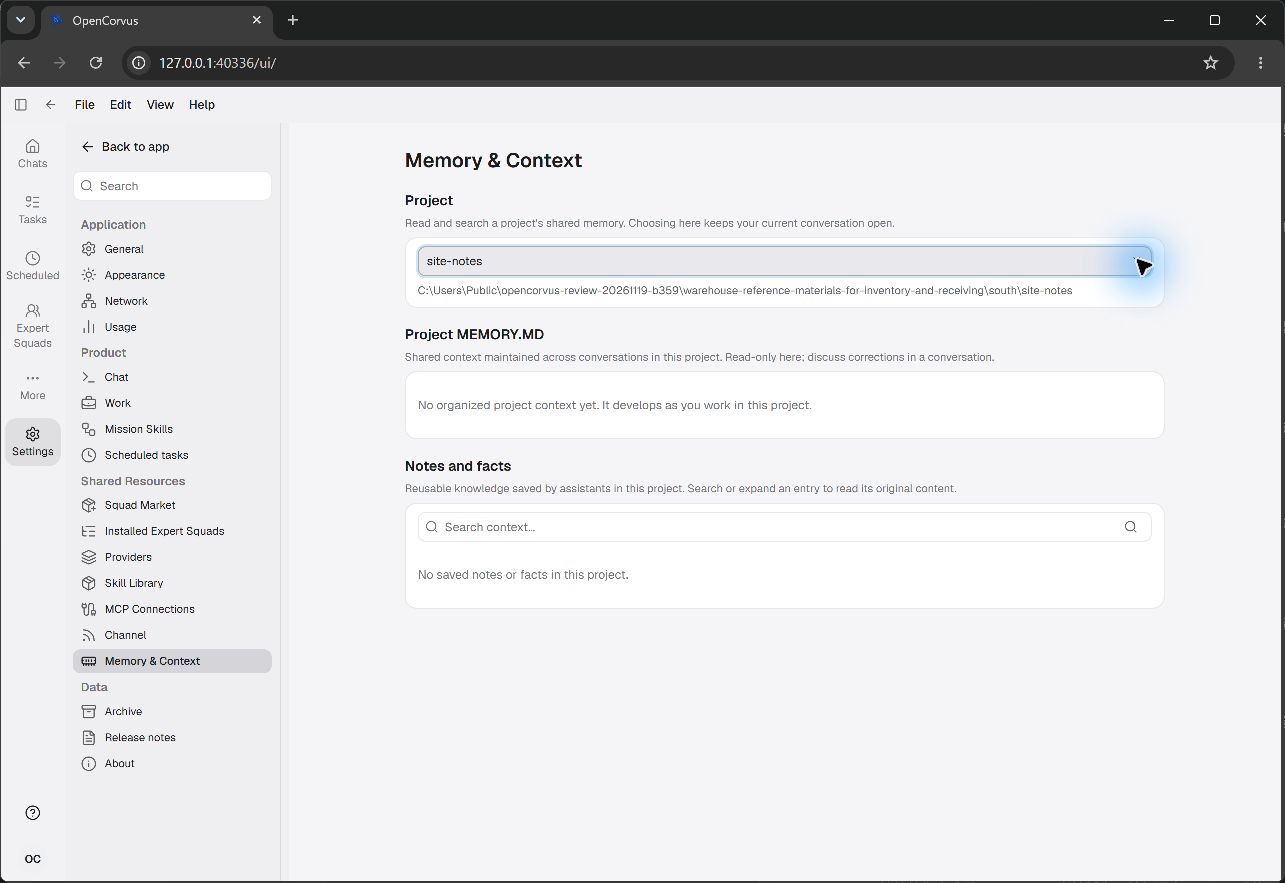 OpenCorvus
127.0.0.1:40336/ui/
File Edit View Help
Chats
Tasks
Scheduled
Expert
Squads
More
Settings
OC
Back to app
Search
Application
General
Appearance
Network
Usage
Product
Chat
Work
Mission Skills
Scheduled tasks
Shared Resources
Squad Market
Installed Expert Squads
Providers
Skill Library
MCP Connections
Channel
Memory & Context
Data
Archive
Release notes
About
Memory & Context
Project
Read and search a project's shared memory. Choosing here keeps your current conversation open.
site-notes
C:\Users\Public\opencorvus-review-20261119-b359\warehouse-reference-materials-for-inventory-and-receiving\south\site-notes
Project MEMORY.MD
Shared context maintained across conversations in this project. Read-only here; discuss corrections in a conversation.
No organized project context yet. It develops as you work in this project.
Notes and facts
Reusable knowledge saved by assistants in this project. Search or expand an entry to read its original content.
Search context...
No saved notes or facts in this project.